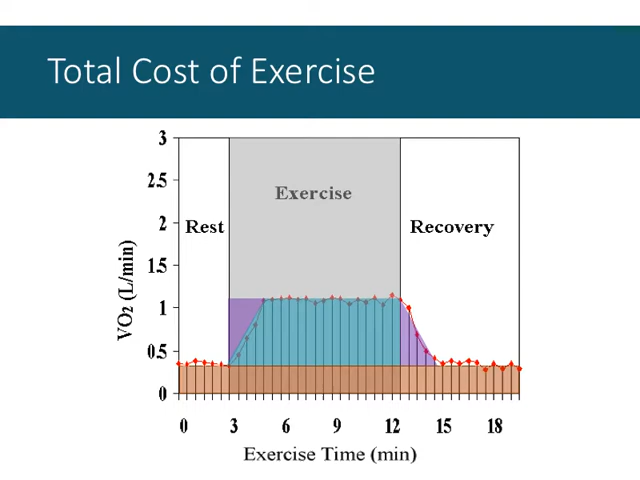 Total Cost of Exercise
3
2.5
2
1.5
1
0.5
0
VO₂ (L/min)
Rest
Exercise
Recovery
0 3 6 9 12 15 18
Exercise Time (min)